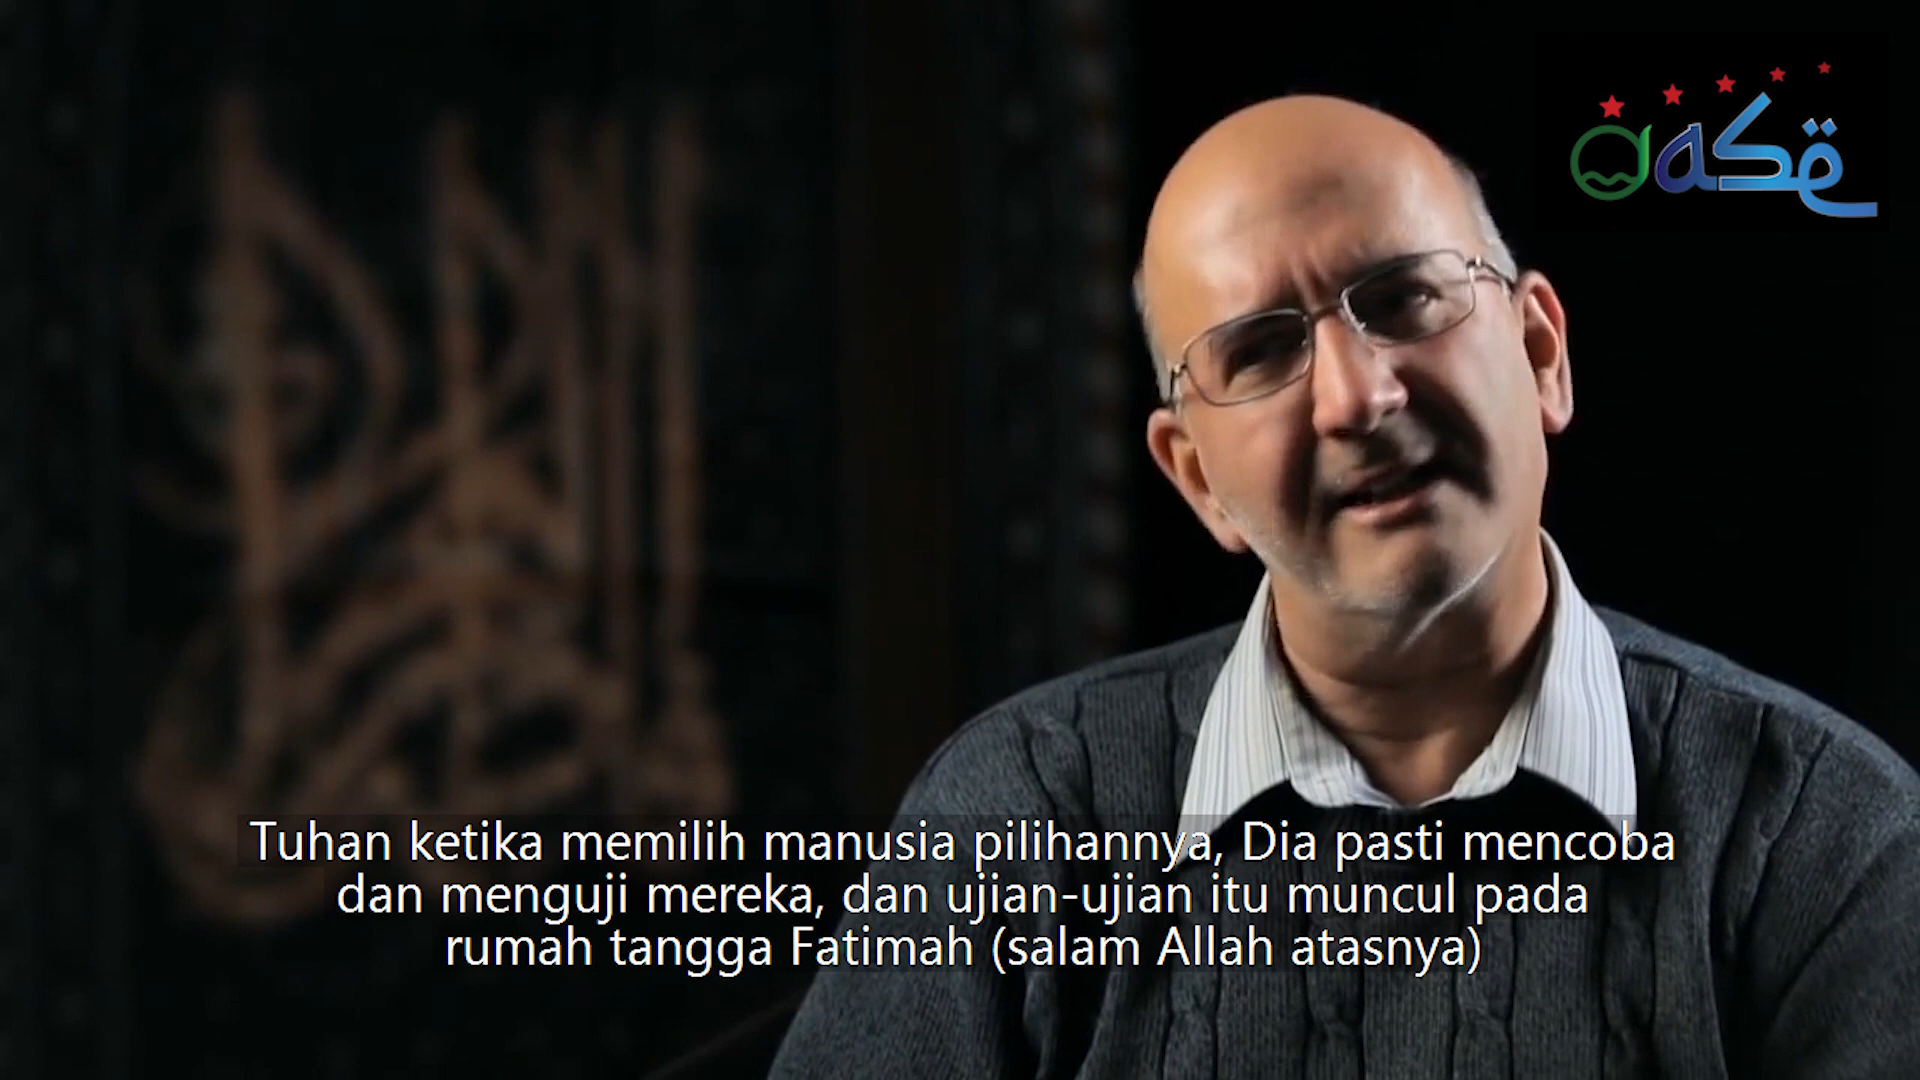 Oase
Tuhan ketika memilih manusia pilihannya, Dia pasti mencoba
dan menguji mereka, dan ujian-ujian itu muncul pada
rumah tangga Fatimah (salam Allah atasnya)